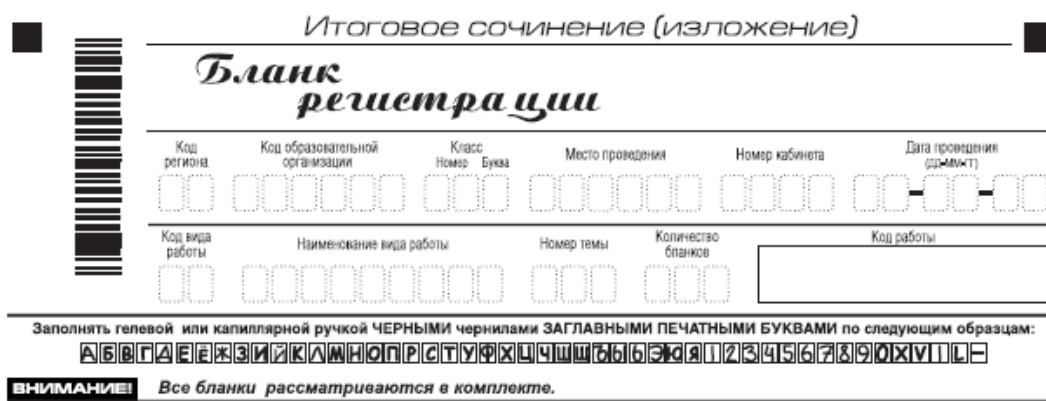 Итоговое сочинение (изложение)
Бланк
регистрации
Код региона
Код образовательной организации
Класс
Номер Буква
Место проведения
Номер кабинета
Дата проведения
(ДД-ММ-ГГ)
Код вида работы
Наименование вида работы
Номер темы
Количество бланков
Код работы
Заполнять гелевой или капиллярной ручкой ЧЕРНЫМИ чернилами ЗАГЛАВНЫМИ ПЕЧАТНЫМИ БУКВАМИ по следующим образцам:
АБВГДЕЁЖЗИЙКЛМНОПРСТУФХЦЧШЩЪЫЬЭЮЯ1234567890XVILـ-
ВНИМАНИЕ! Все бланки рассматриваются в комплекте.